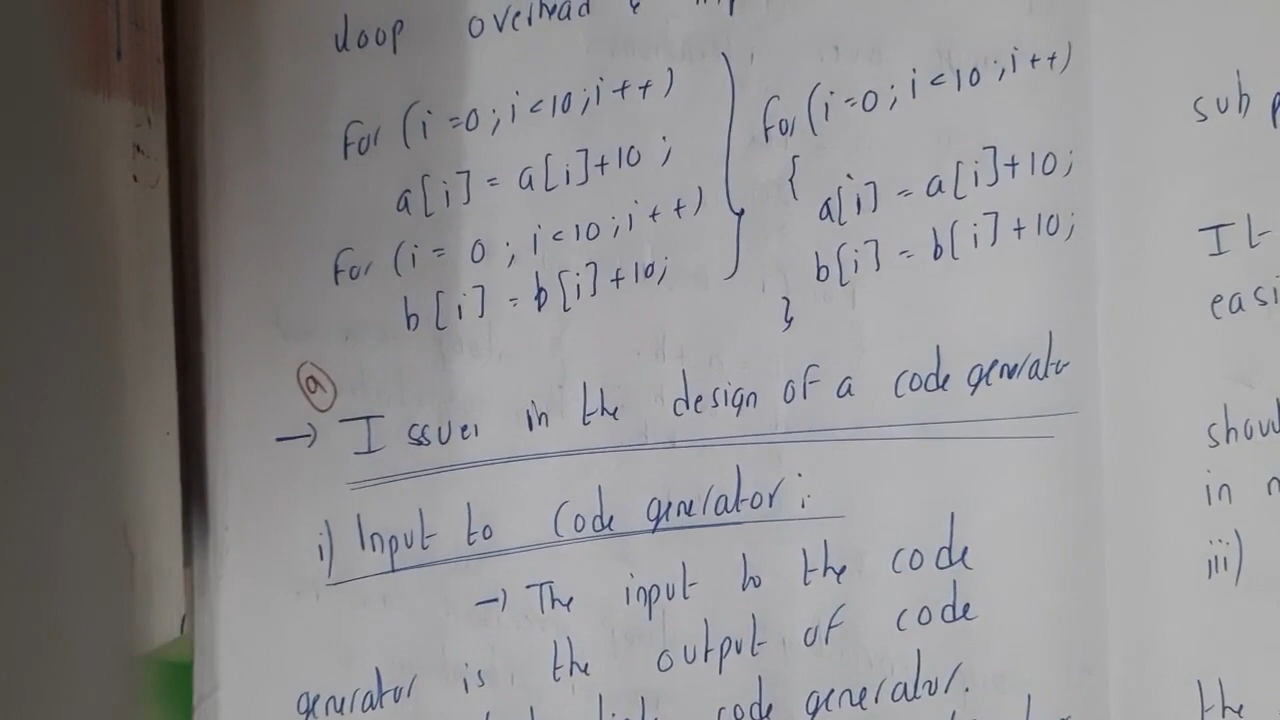 loop overhead &
for (i=0; i<10; i++)
a[i] = a[i]+10;
for (i = 0; i<10; i++)
b[i] = b[i]+10;
for (i=0; i<10; i++)
{
a[i] = a[i]+10;
b[i] = b[i]+10;
}
a
→ Issues in the design of a code generator
i) Input to Code generator:
→ The input to the code
generator is the output of code
code generator.
sub
It
easi
shoul
in
iii)
the